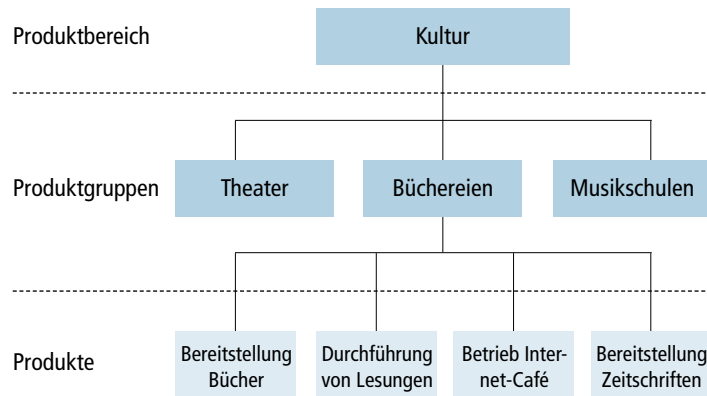 Produktbereich
Kultur
Produktgruppen
Theater
Büchereien
Musikschulen
Produkte
Bereitstellung
Bücher
Durchführung
von Lesungen
Betrieb Inter-
net-Café
Bereitstellung
Zeitschriften